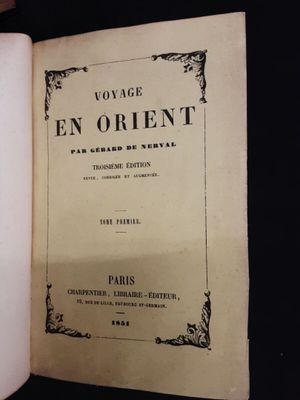 VOYAGE
EN ORIENT
PAR GÉRARD DE NERVAL
TROISIÈME ÉDITION
REVUE, CORRIGÉE ET AUGMENTÉE.
TOME PREMIER.
PARIS
CHARPENTIER, LIBRAIRE-ÉDITEUR,
19, RUE DE LILLE, FAUBOURG ST-GERMAIN.
1851